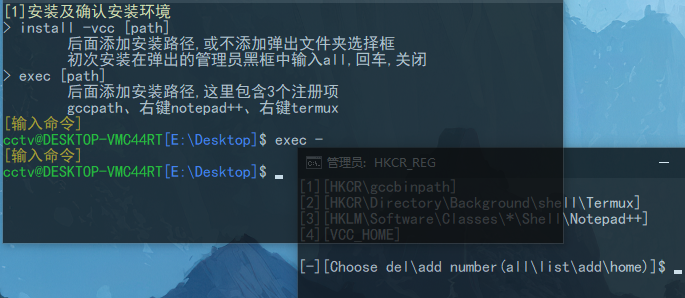 [1]安装及确认安装环境
> install -vcc [path]
后面添加安装路径,或不添加弹出文件夹选择框
初次安装在弹出的管理员黑框中输入all,回车,关闭
> exec [path]
后面添加安装路径,这里包含3个注册项
gccpath、右键notepad++、右键termux
[输入命令]
cctv@DESKTOP-VMC44RT[E:\Desktop]$ exec -
[输入命令]
cctv@DESKTOP-VMC44RT[E:\Desktop]$
管理员: HKCR_REG
[1][HKCR\gccbinpath]
[2][HKCR\Directory\Background\shell\Termux]
[3][HKLM\Software\Classes\*\Shell\Notepad++]
[4][VCC_HOME]
[-][Choose del\add number(all\list\add\home)]$